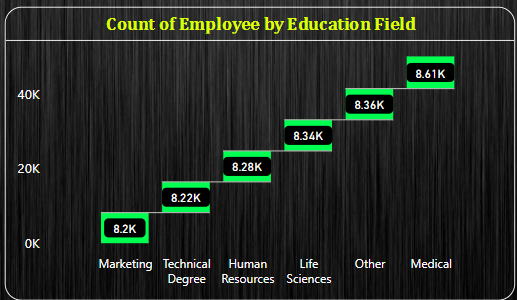 Count of Employee by Education Field
40K
20K
0K
8.2K
8.22K
8.28K
8.34K
8.36K
8.61K
Marketing
Technical
Degree
Human
Resources
Life
Sciences
Other
Medical